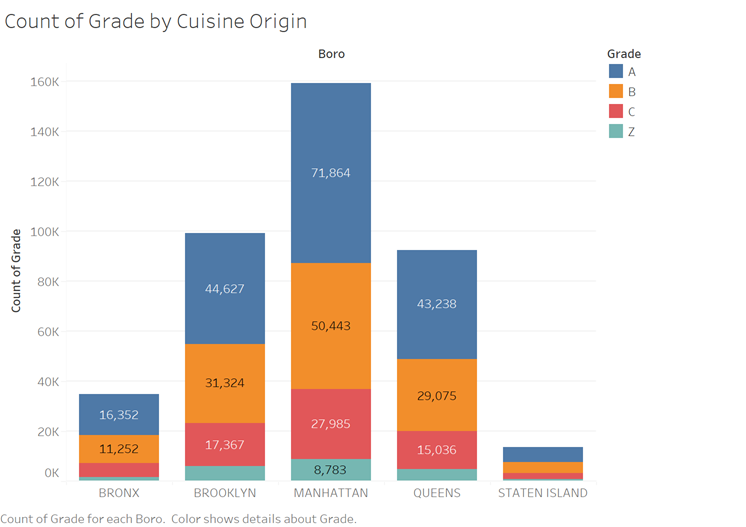 Count of Grade by Cuisine Origin
Boro
Grade
A
B
C
Z
160K
140K
120K
100K
80K
60K
40K
20K
0K
Count of Grade
71,864
44,627
43,238
50,443
31,324
29,075
16,352
27,985
11,252
17,367
15,036
8,783
BRONX BROOKLYN MANHATTAN QUEENS STATEN ISLAND
Count of Grade for each Boro. Color shows details about Grade.